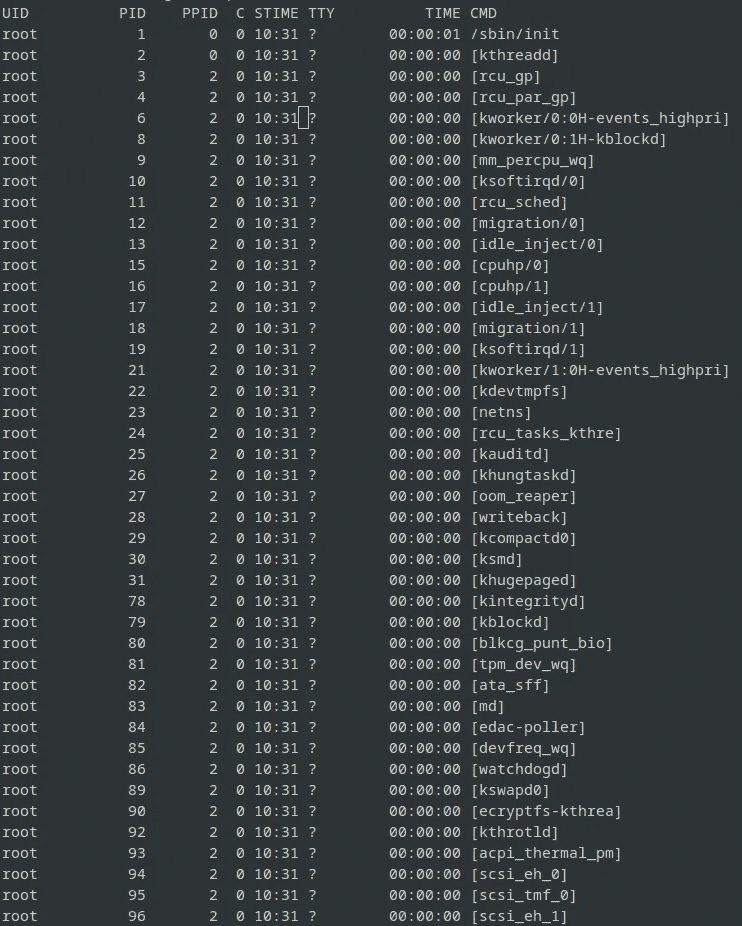 UID PID PPID C STIME TTY TIME CMD
root 1 0 0 10:31 ? 00:00:01 /sbin/init
root 2 0 0 10:31 ? 00:00:00 [kthreadd]
root 3 2 0 10:31 ? 00:00:00 [rcu_gp]
root 4 2 0 10:31 ? 00:00:00 [rcu_par_gp]
root 6 2 0 10:31 ? 00:00:00 [kworker/0:0H-events_highpri]
root 8 2 0 10:31 ? 00:00:00 [kworker/0:1H-kblockd]
root 9 2 0 10:31 ? 00:00:00 [mm_percpu_wq]
root 10 2 0 10:31 ? 00:00:00 [ksoftirqd/0]
root 11 2 0 10:31 ? 00:00:00 [rcu_sched]
root 12 2 0 10:31 ? 00:00:00 [migration/0]
root 13 2 0 10:31 ? 00:00:00 [idle_inject/0]
root 15 2 0 10:31 ? 00:00:00 [cpuhp/0]
root 16 2 0 10:31 ? 00:00:00 [cpuhp/1]
root 17 2 0 10:31 ? 00:00:00 [idle_inject/1]
root 18 2 0 10:31 ? 00:00:00 [migration/1]
root 19 2 0 10:31 ? 00:00:00 [ksoftirqd/1]
root 21 2 0 10:31 ? 00:00:00 [kworker/1:0H-events_highpri]
root 22 2 0 10:31 ? 00:00:00 [kdevtmpfs]
root 23 2 0 10:31 ? 00:00:00 [netns]
root 24 2 0 10:31 ? 00:00:00 [rcu_tasks_kthre]
root 25 2 0 10:31 ? 00:00:00 [kauditd]
root 26 2 0 10:31 ? 00:00:00 [khungtaskd]
root 27 2 0 10:31 ? 00:00:00 [oom_reaper]
root 28 2 0 10:31 ? 00:00:00 [writeback]
root 29 2 0 10:31 ? 00:00:00 [kcompactd0]
root 30 2 0 10:31 ? 00:00:00 [ksmd]
root 31 2 0 10:31 ? 00:00:00 [khugepaged]
root 78 2 0 10:31 ? 00:00:00 [kintegrityd]
root 79 2 0 10:31 ? 00:00:00 [kblockd]
root 80 2 0 10:31 ? 00:00:00 [blkcg_punt_bio]
root 81 2 0 10:31 ? 00:00:00 [tpm_dev_wq]
root 82 2 0 10:31 ? 00:00:00 [ata_sff]
root 83 2 0 10:31 ? 00:00:00 [md]
root 84 2 0 10:31 ? 00:00:00 [edac-poller]
root 85 2 0 10:31 ? 00:00:00 [devfreq_wq]
root 86 2 0 10:31 ? 00:00:00 [watchdogd]
root 89 2 0 10:31 ? 00:00:00 [kswapd0]
root 90 2 0 10:31 ? 00:00:00 [ecryptfs-kthrea]
root 92 2 0 10:31 ? 00:00:00 [kthrotld]
root 93 2 0 10:31 ? 00:00:00 [acpi_thermal_pm]
root 94 2 0 10:31 ? 00:00:00 [scsi_eh_0]
root 95 2 0 10:31 ? 00:00:00 [scsi_tmf_0]
root 96 2 0 10:31 ? 00:00:00 [scsi_eh_1]